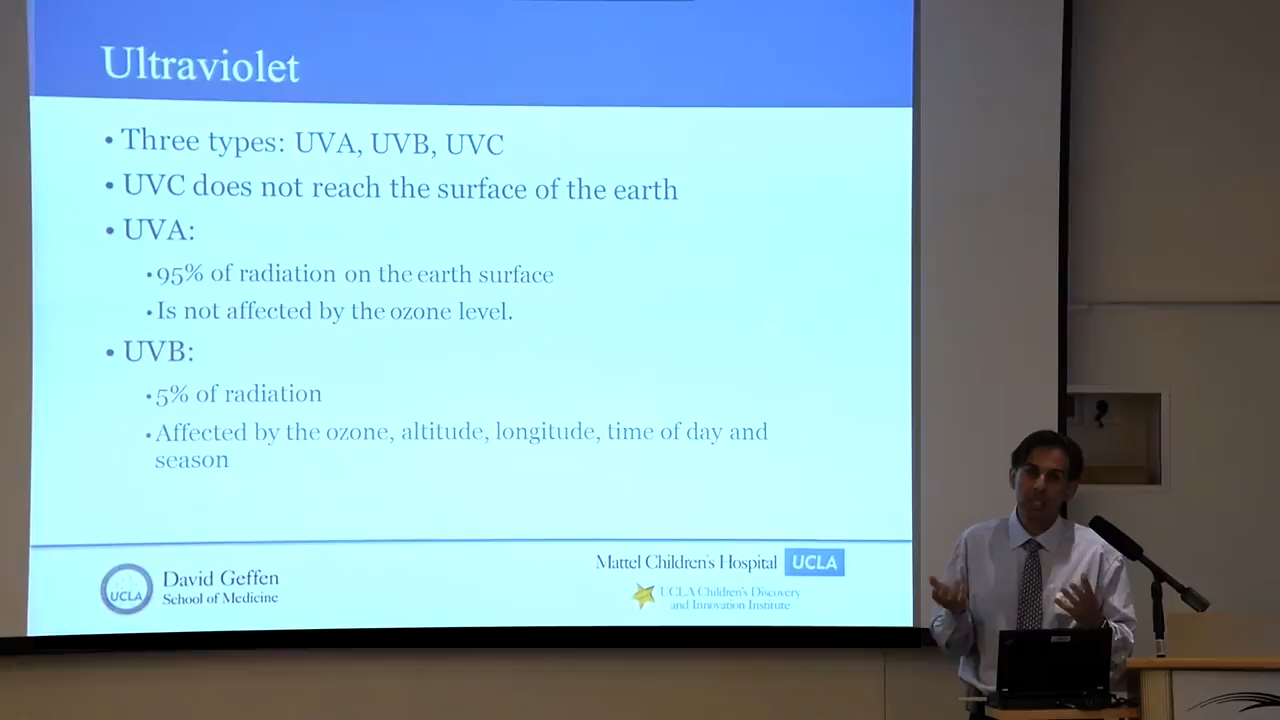 Ultraviolet
• Three types: UVA, UVB, UVC
• UVC does not reach the surface of the earth
• UVA:
• 95% of radiation on the earth surface
• Is not affected by the ozone level.
• UVB:
• 5% of radiation
• Affected by the ozone, altitude, longitude, time of day and
season
UCLA
David Geffen
School of Medicine
Mattel Children's Hospital UCLA
UCLA Children's Discovery
and Innovation Institute